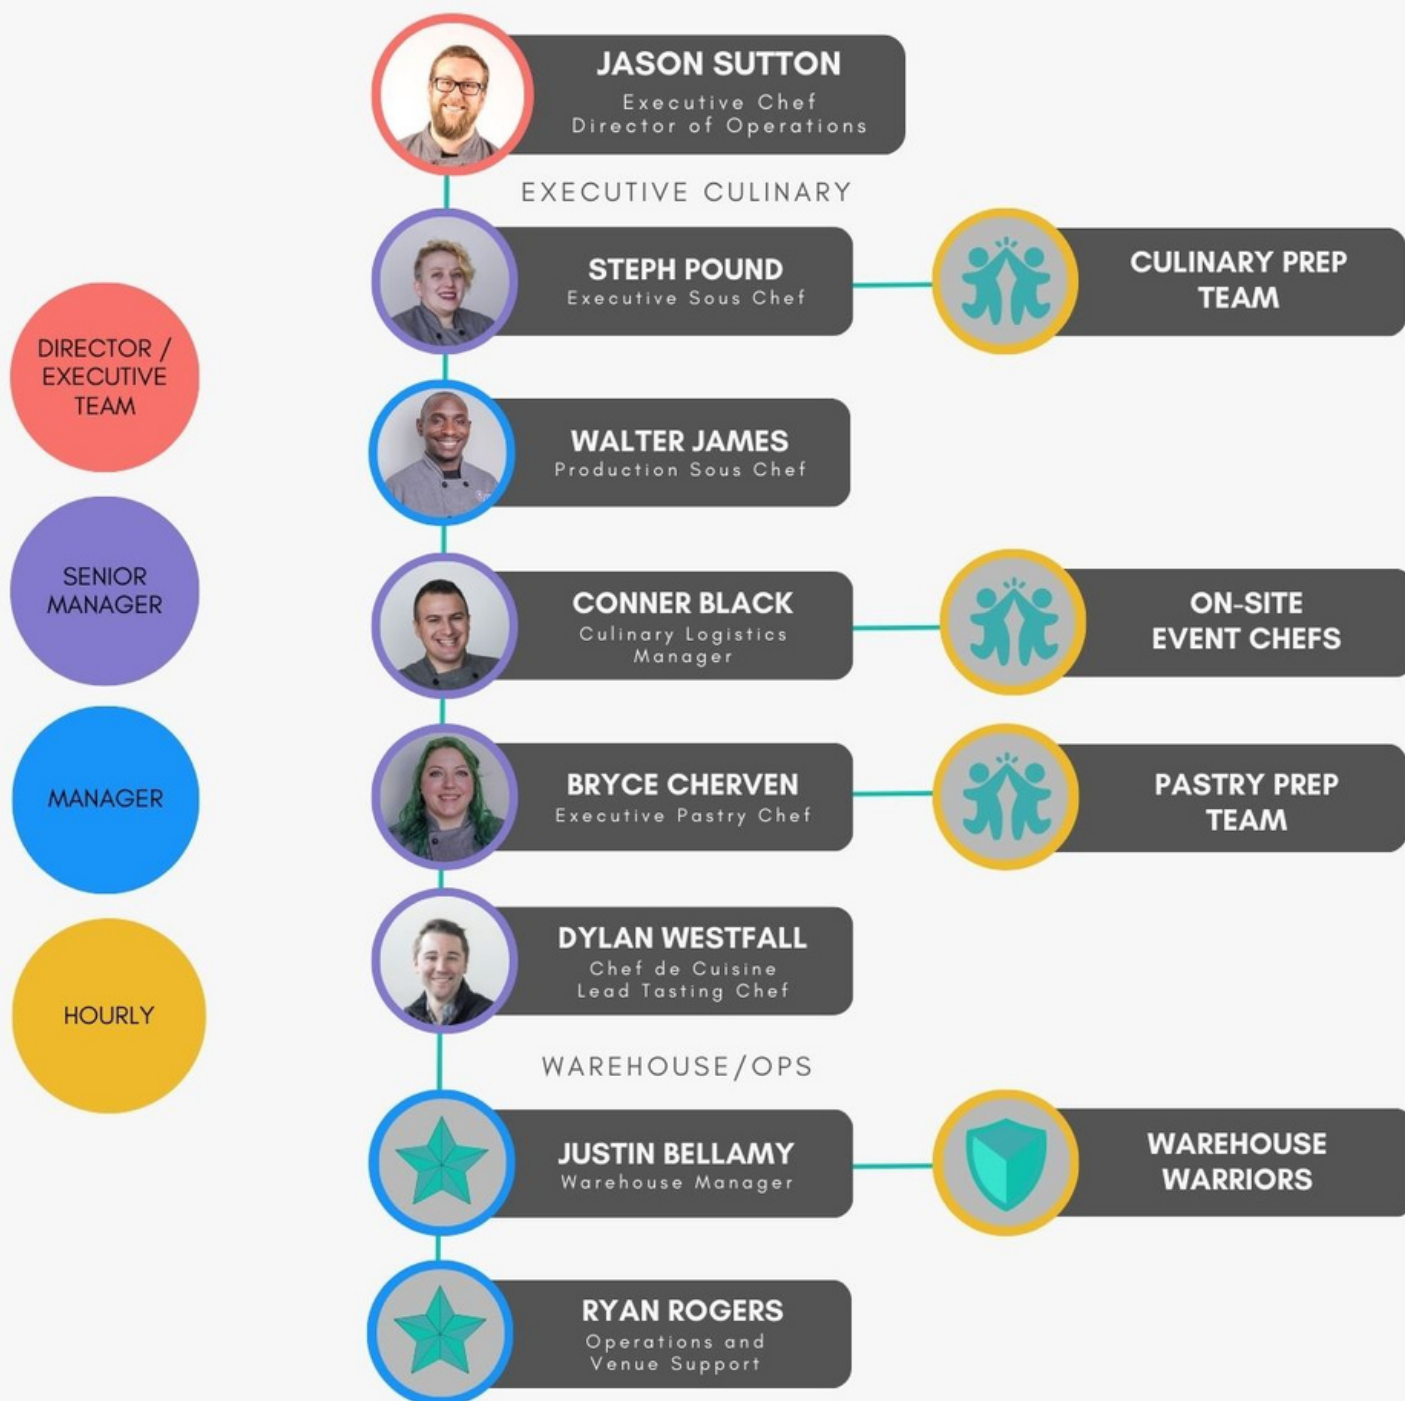 JASON SUTTON
Executive Chef
Director of Operations
EXECUTIVE CULINARY
STEPH POUND
Executive Sous Chef
CULINARY PREP
TEAM
DIRECTOR /
EXECUTIVE
TEAM
WALTER JAMES
Production Sous Chef
SENIOR
MANAGER
CONNER BLACK
Culinary Logistics
Manager
ON-SITE
EVENT CHEFS
MANAGER
BRYCE CHERVEN
Executive Pastry Chef
PASTRY PREP
TEAM
DYLAN WESTFALL
Chef de Cuisine
Lead Tasting Chef
HOURLY
WAREHOUSE/OPS
JUSTIN BELLAMY
Warehouse Manager
WAREHOUSE
WARRIORS
RYAN ROGERS
Operations and
Venue Support